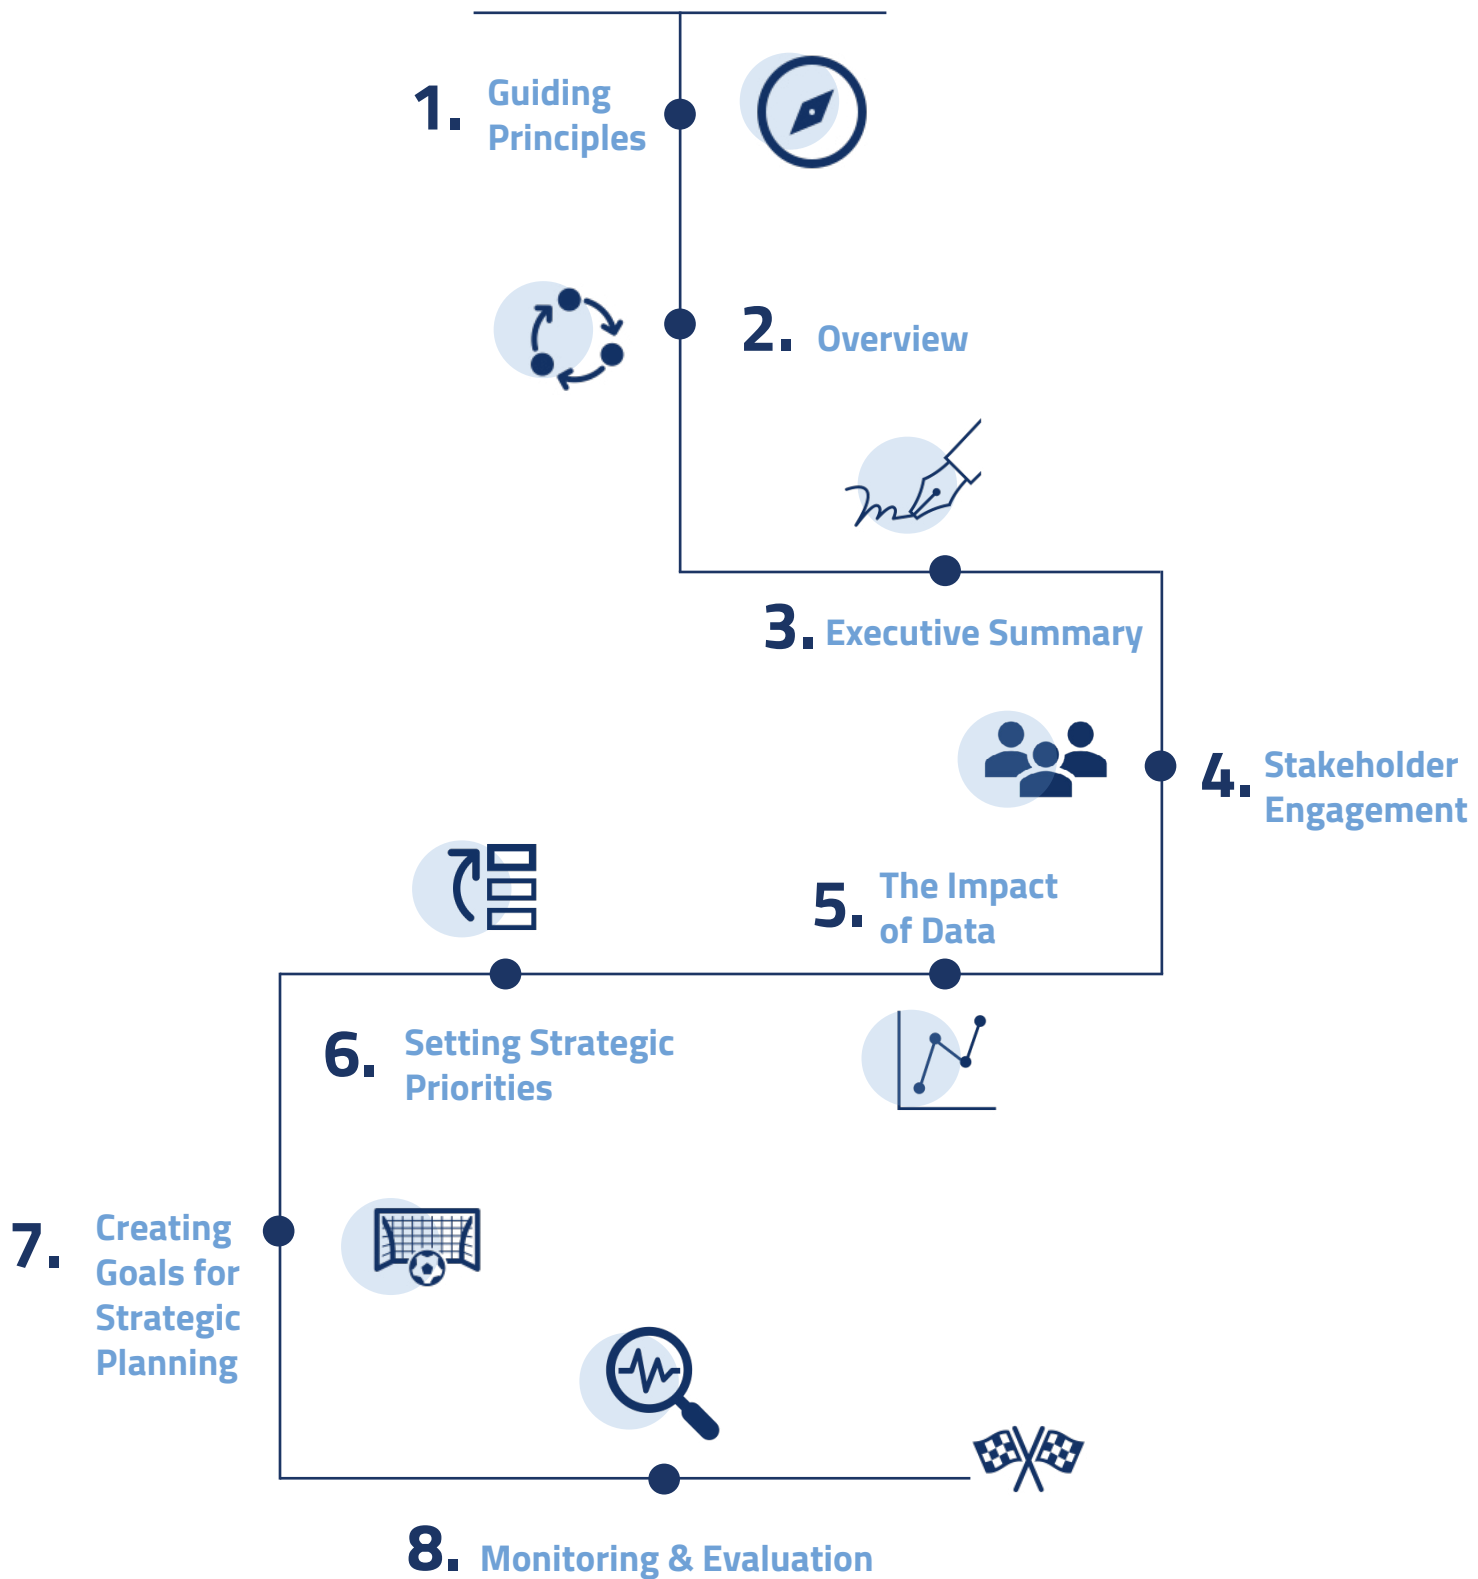 1. Guiding
Principles
2. Overview
3. Executive Summary
4. Stakeholder
Engagement
5. The Impact
of Data
6. Setting Strategic
Priorities
7. Creating
Goals for
Strategic
Planning
8. Monitoring & Evaluation